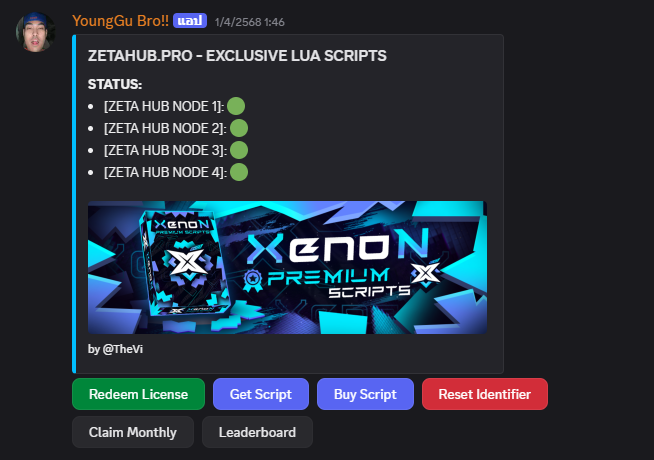 YoungGu Bro!! แอป 1/4/2568 1:46
ZETAHUB.PRO - EXCLUSIVE LUA SCRIPTS
STATUS:
• [ZETA HUB NODE 1]: 🟢
• [ZETA HUB NODE 2]: 🟢
• [ZETA HUB NODE 3]: 🟢
• [ZETA HUB NODE 4]: 🟢
XENON
PREMIUM SCRIPTS
XENON
PREMIUM
SCRIPTS
by @TheVi
Redeem License
Get Script
Buy Script
Reset Identifier
Claim Monthly
Leaderboard